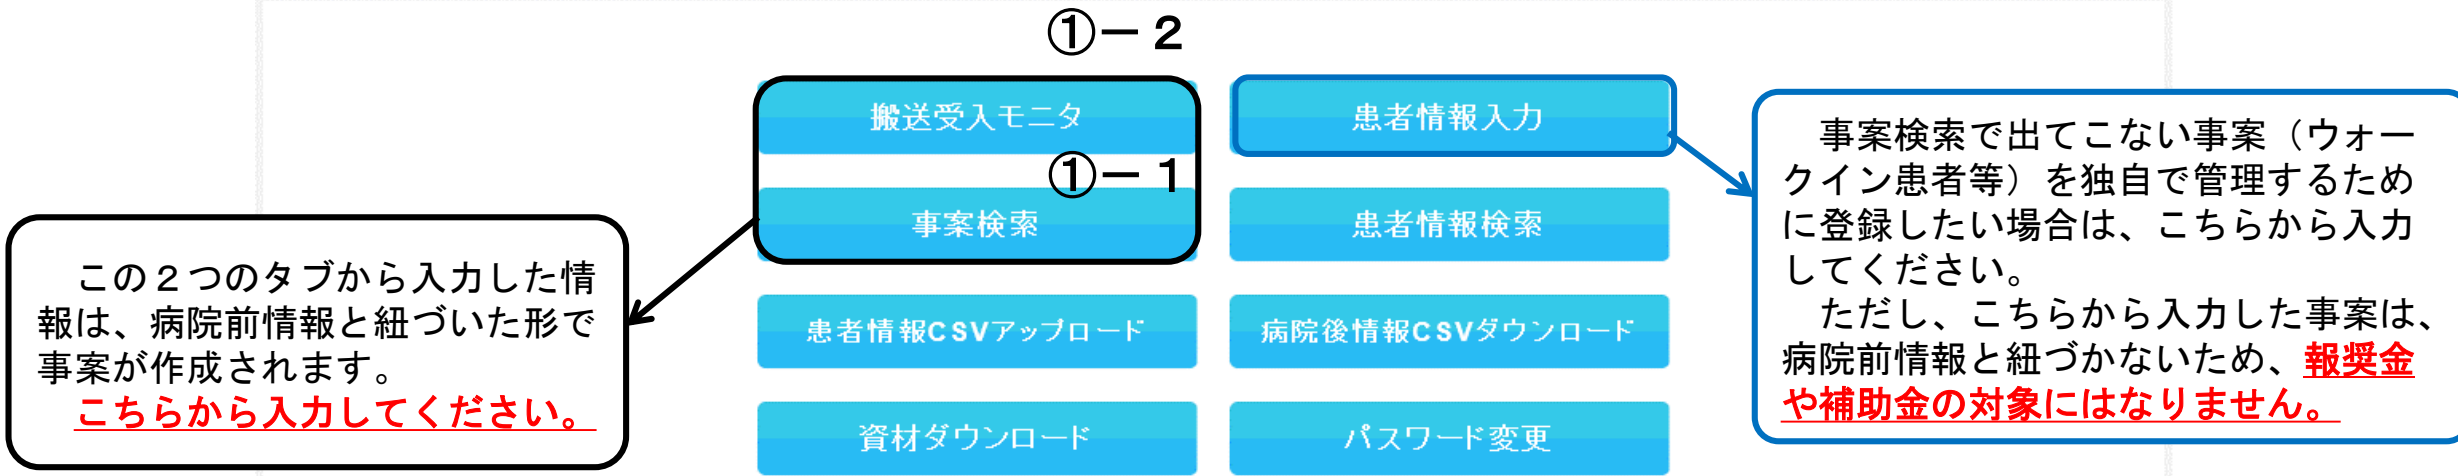 ①－２
搬送受入モニタ
患者情報入力
①－１
事案検索
患者情報検索
患者情報CSVアップロード
病院後情報CSVダウンロード
資材ダウンロード
パスワード変更
　この２つのタブから入力した情
報は、病院前情報と紐づいた形で
事案が作成されます。
　こちらから入力してください。
　事案検索で出てこない事案（ウォー
クイン患者等）を独自で管理するため
に登録したい場合は、こちらから入力
してください。
　ただし、こちらから入力した事案は、
病院前情報と紐づかないため、報奨金
や補助金の対象にはなりません。